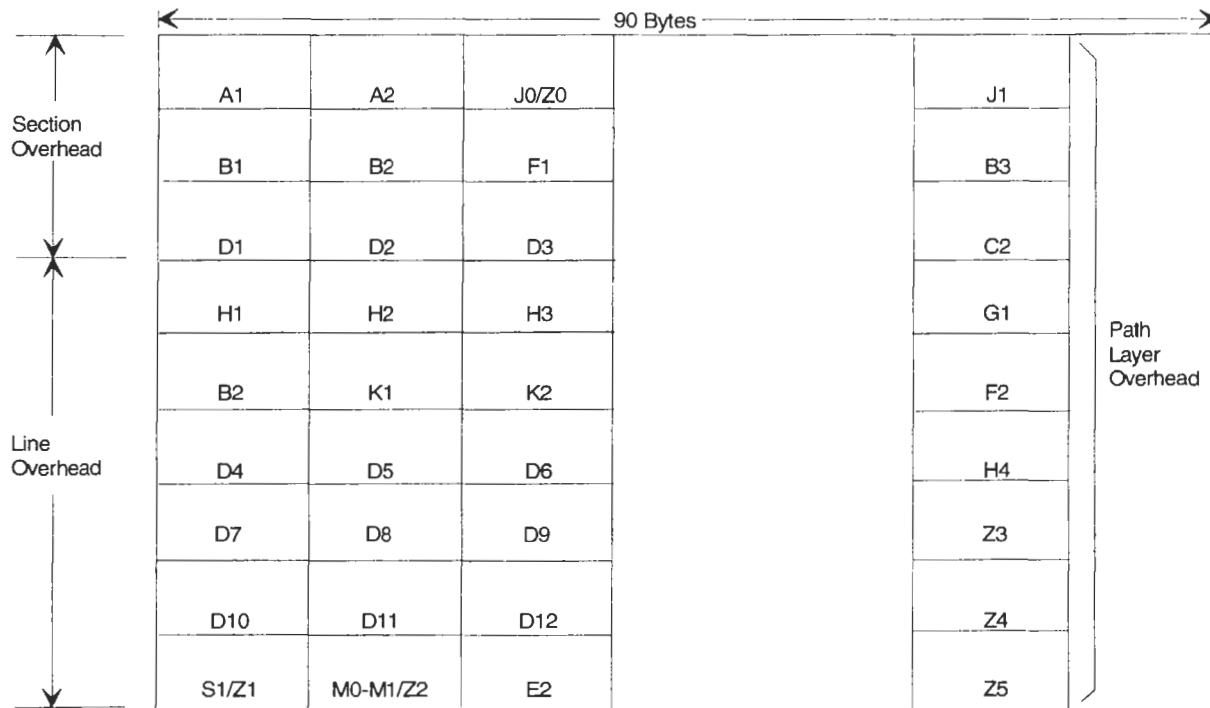 90 Bytes
A1 A2 J0/Z0 J1
Section
Overhead
B1 B2 F1 B3
D1 D2 D3 C2
H1 H2 H3 G1
Path
Layer
Overhead
B2 K1 K2 F2
Line
Overhead
D4 D5 D6 H4
D7 D8 D9 Z3
D10 D11 D12 Z4
S1/Z1 M0-M1/Z2 E2 Z5